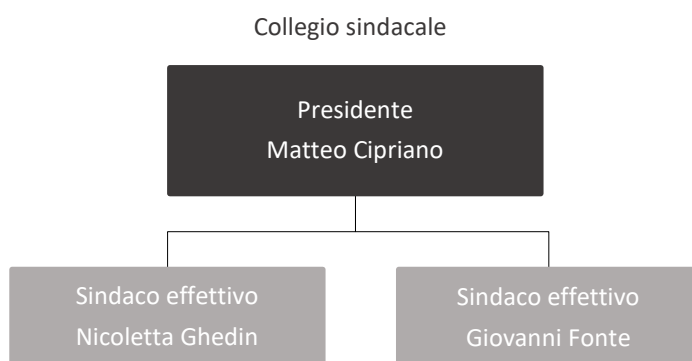 Collegio sindacale
Presidente
Matteo Cipriano
Sindaco effettivo
Nicoletta Ghedin
Sindaco effettivo
Giovanni Fonte